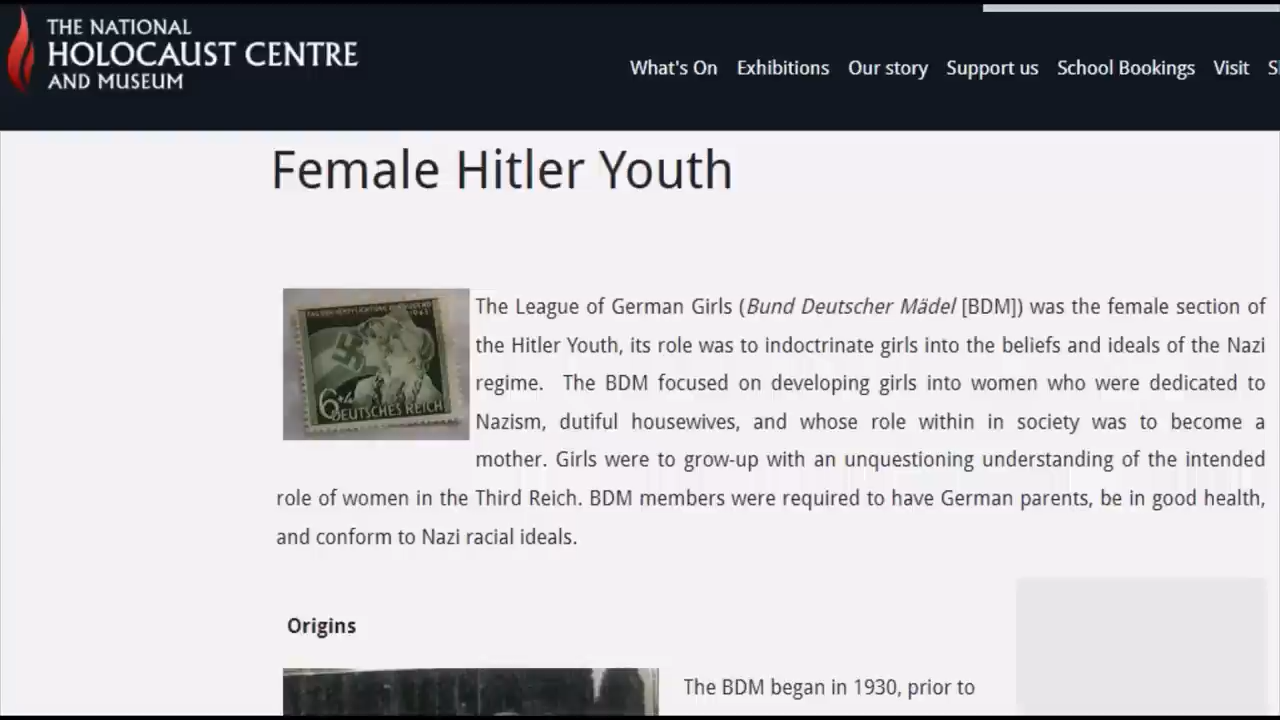 THE NATIONAL
HOLOCAUST CENTRE
AND MUSEUM
What's On Exhibitions Our story Support us School Bookings Visit
Female Hitler Youth
1943
6+4
DEUTSCHES REICH
The League of German Girls (Bund Deutscher Mädel [BDM]) was the female section of
the Hitler Youth, its role was to indoctrinate girls into the beliefs and ideals of the Nazi
regime. The BDM focused on developing girls into women who were dedicated to
Nazism, dutiful housewives, and whose role within in society was to become a
mother. Girls were to grow-up with an unquestioning understanding of the intended
role of women in the Third Reich. BDM members were required to have German parents, be in good health,
and conform to Nazi racial ideals.
Origins
The BDM began in 1930, prior to